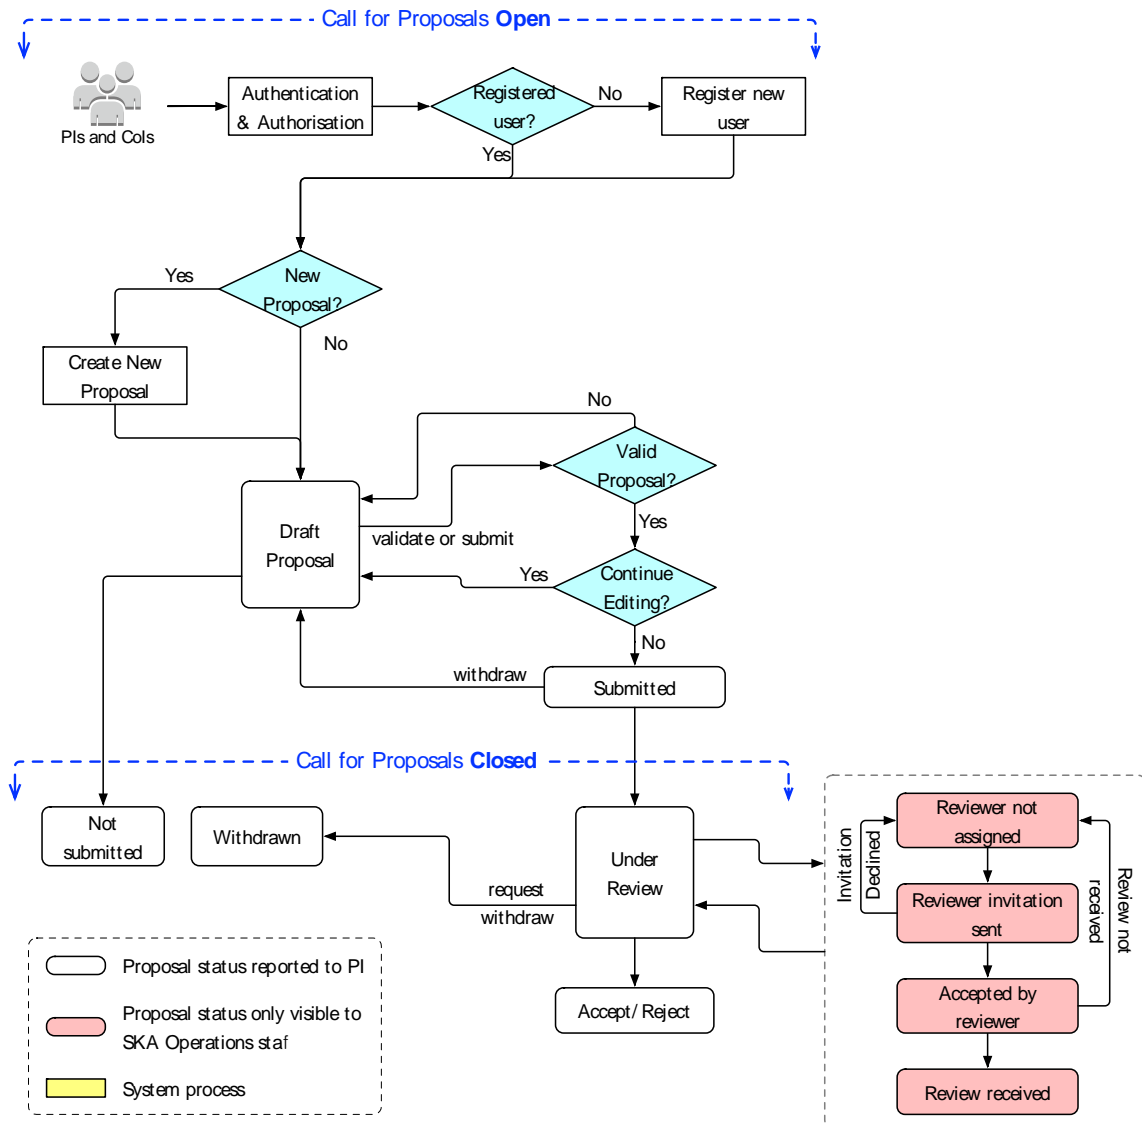 Call for Proposals Open
PIs and CoIs
Authentication
& Authorisation
Registered
user?
No
Register new
user
Yes
New
Proposal?
Yes
No
Create New
Proposal
No
Valid
Proposal?
Draft
Proposal
validate or submit
Yes
Continue
Editing?
Yes
No
withdraw
Submitted
Call for Proposals Closed
Not
submitted
Withdrawn
Under
Review
request
withdraw
Accept/ Reject
Reviewer not
assigned
Invitation
Declined
Reviewer invitation
sent
Review not
received
Accepted by
reviewer
Review received
Proposal status reported to PI
Proposal status only visible to
SKA Operations staf
System process